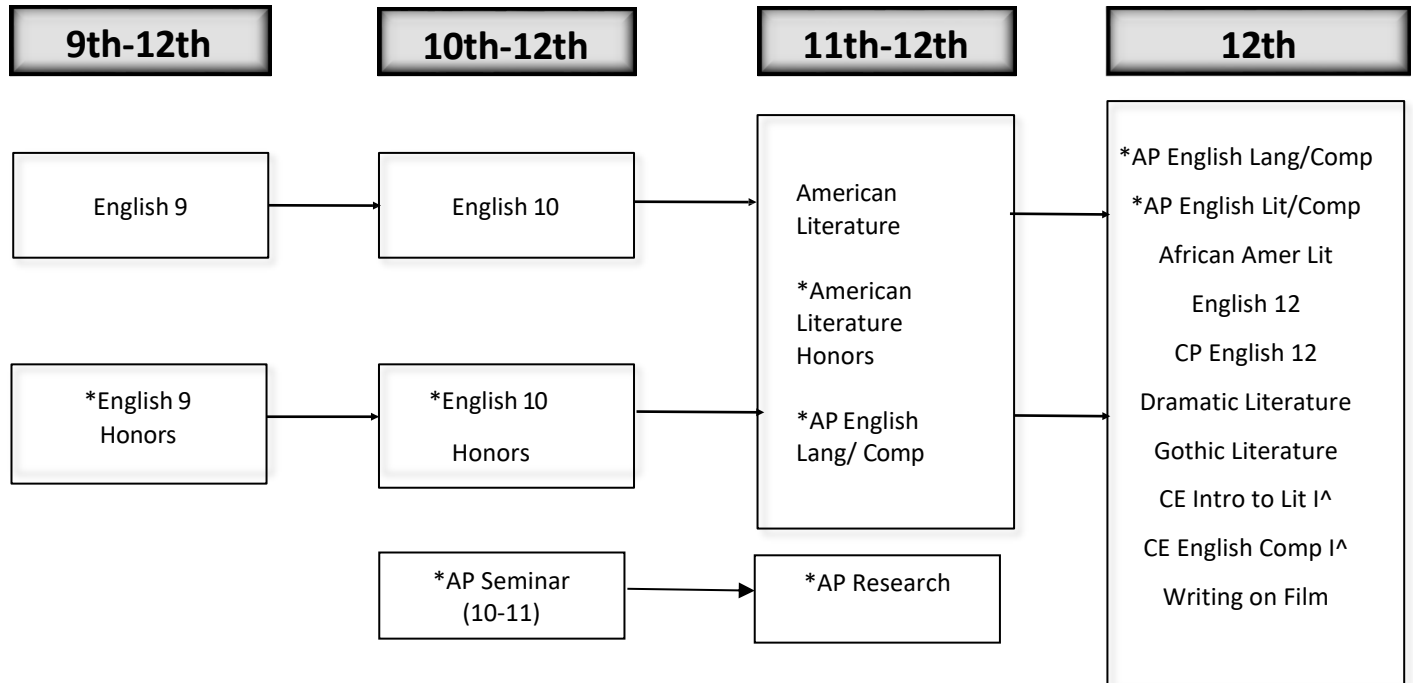 9th-12th
10th-12th
11th-12th
12th
English 9
English 10
American
Literature
*American
Literature
Honors
*AP English
Lang/ Comp
*AP English Lang/Comp
*AP English Lit/Comp
African Amer Lit
English 12
CP English 12
Dramatic Literature
Gothic Literature
CE Intro to Lit I^
CE English Comp I^
Writing on Film
*English 9
Honors
*English 10
Honors
*AP Seminar
(10-11)
*AP Research